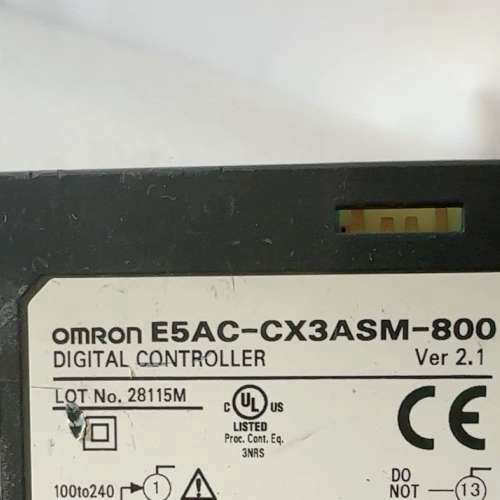 omron E5AC-CX3ASM-800
DIGITAL CONTROLLER Ver 2.1
LOT No. 28115M
C UL US
LISTED
Proc. Cont. Eq.
3NRS
CE
100to240 1
DO
NOT 13